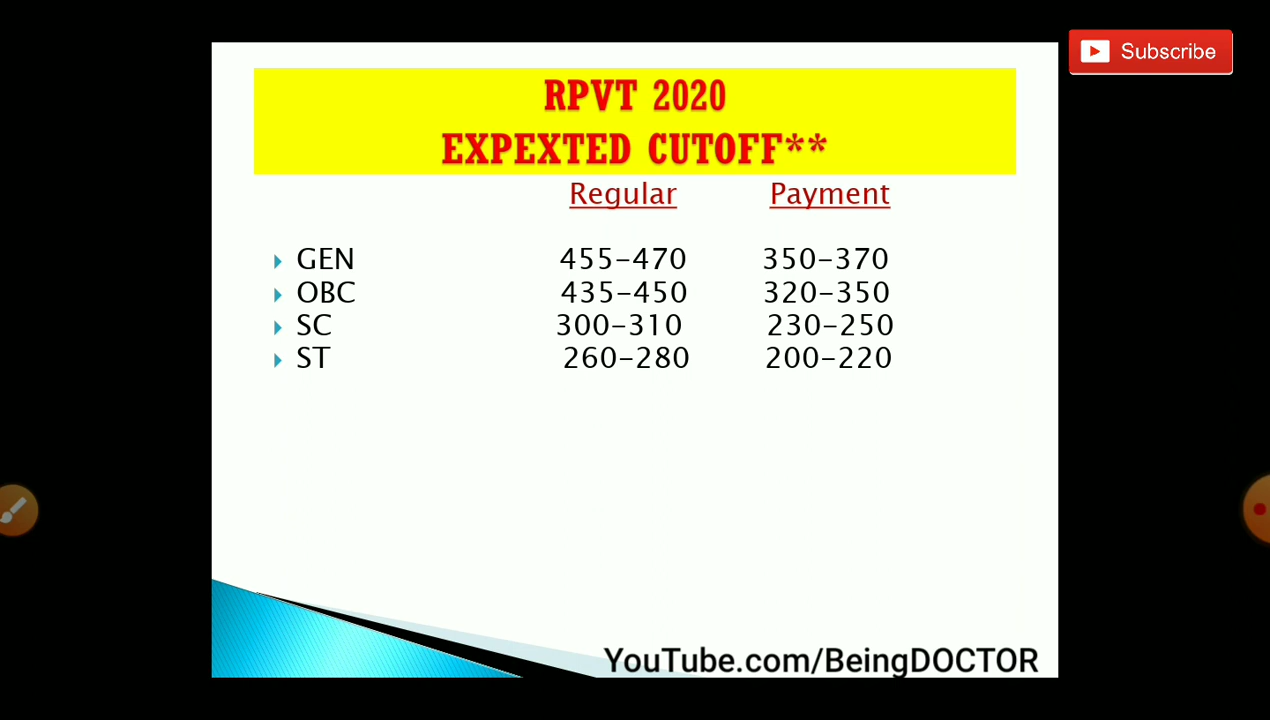 Subscribe
RPVT 2020
EXPEXTED CUTOFF**
Regular Payment
GEN 455-470 350-370
OBC 435-450 320-350
SC 300-310 230-250
ST 260-280 200-220
YouTube.com/BeingDOCTOR